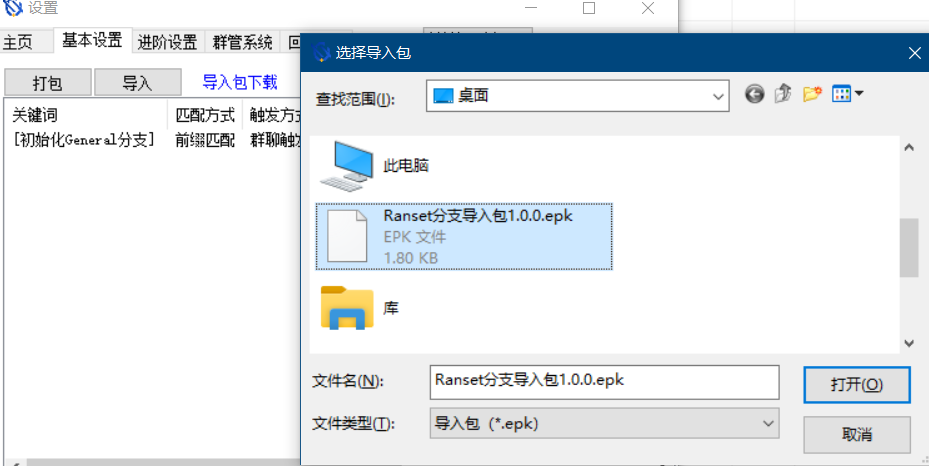 设置
主页 基本设置 进阶设置 群管系统
打包 导入 导入包下载
关键词 匹配方式 触发方式
[初始化General分支] 前缀匹配 群聊触发
选择导入包
查找范围(I): 桌面
此电脑
Ranset分支导入包1.0.0.epk
EPK 文件
1.80 KB
库
文件名(N): Ranset分支导入包1.0.0.epk 打开(O)
文件类型(T): 导入包 (*.epk) 取消